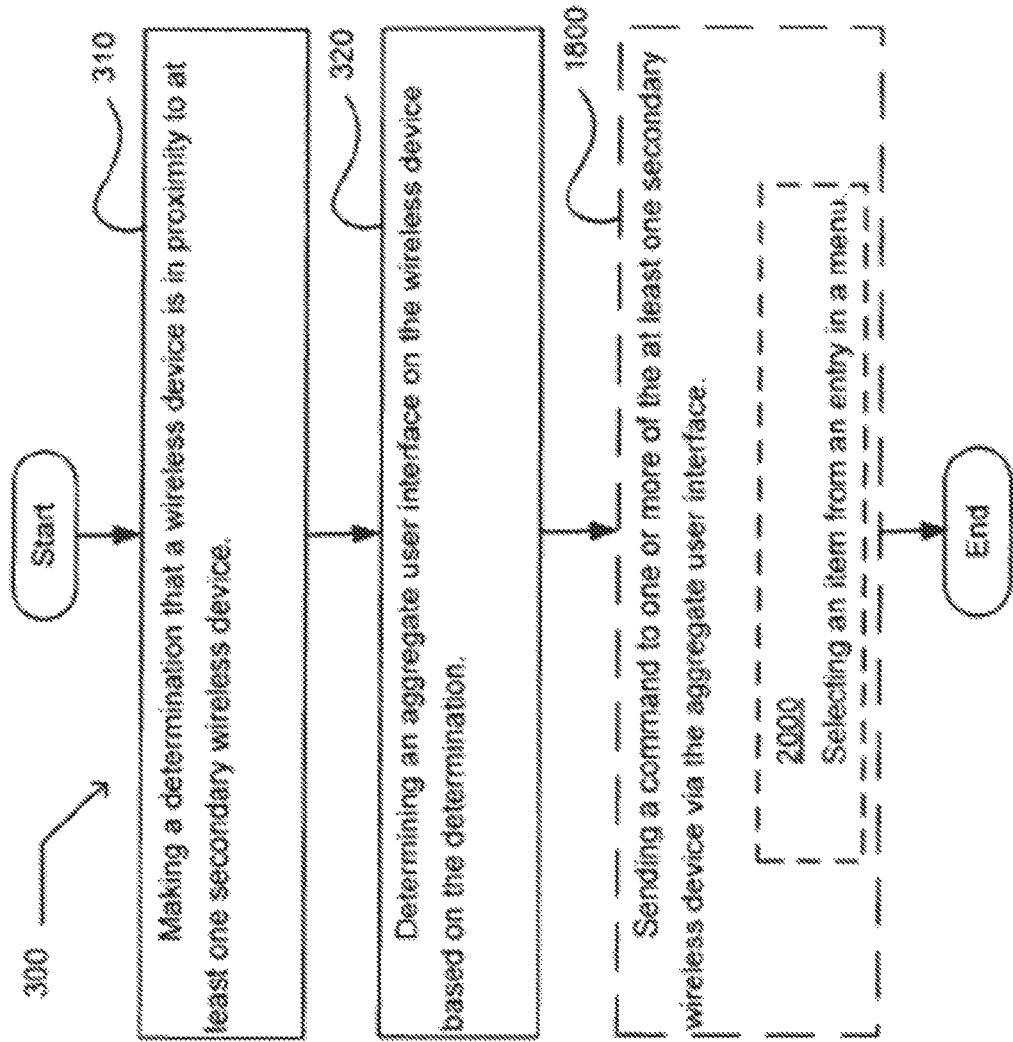 300
Start
310
Making a determination that a wireless device is in proximity to at
least one secondary wireless device.
320
Determining an aggregate user interface on the wireless device
based on the determination.
1800
Sending a command to one or more of the at least one secondary
wireless device via the aggregate user interface.
2000
Selecting an item from an entry in a menu.
End